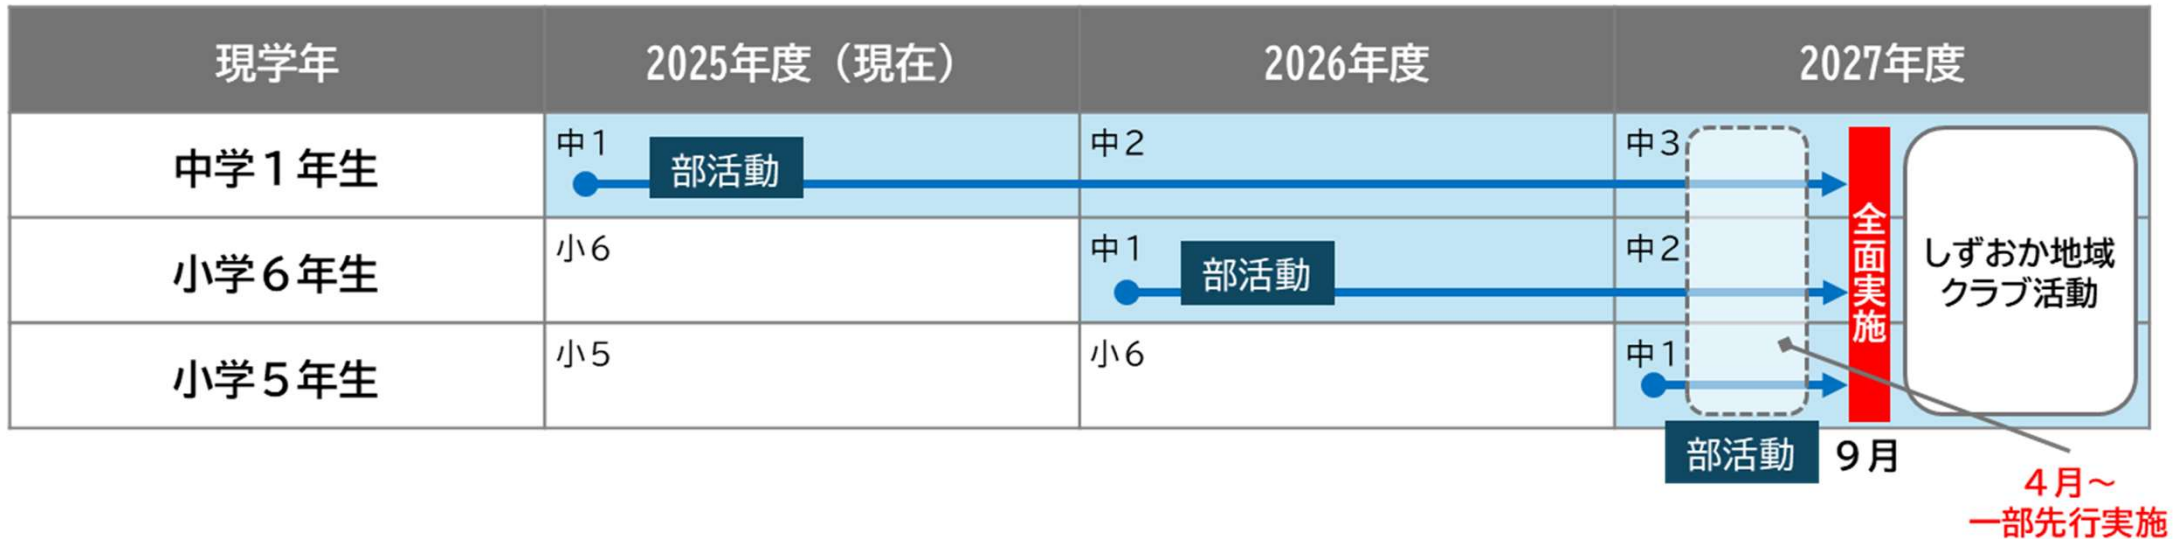 現学年
2025年度（現在）
2026年度
2027年度
中学１年生
中１
部活動
中２
中３
小学６年生
小６
中１
部活動
中２
小学５年生
小５
小６
中１
部活動
全面実施
９月
しずおか地域
クラブ活動
４月～
一部先行実施